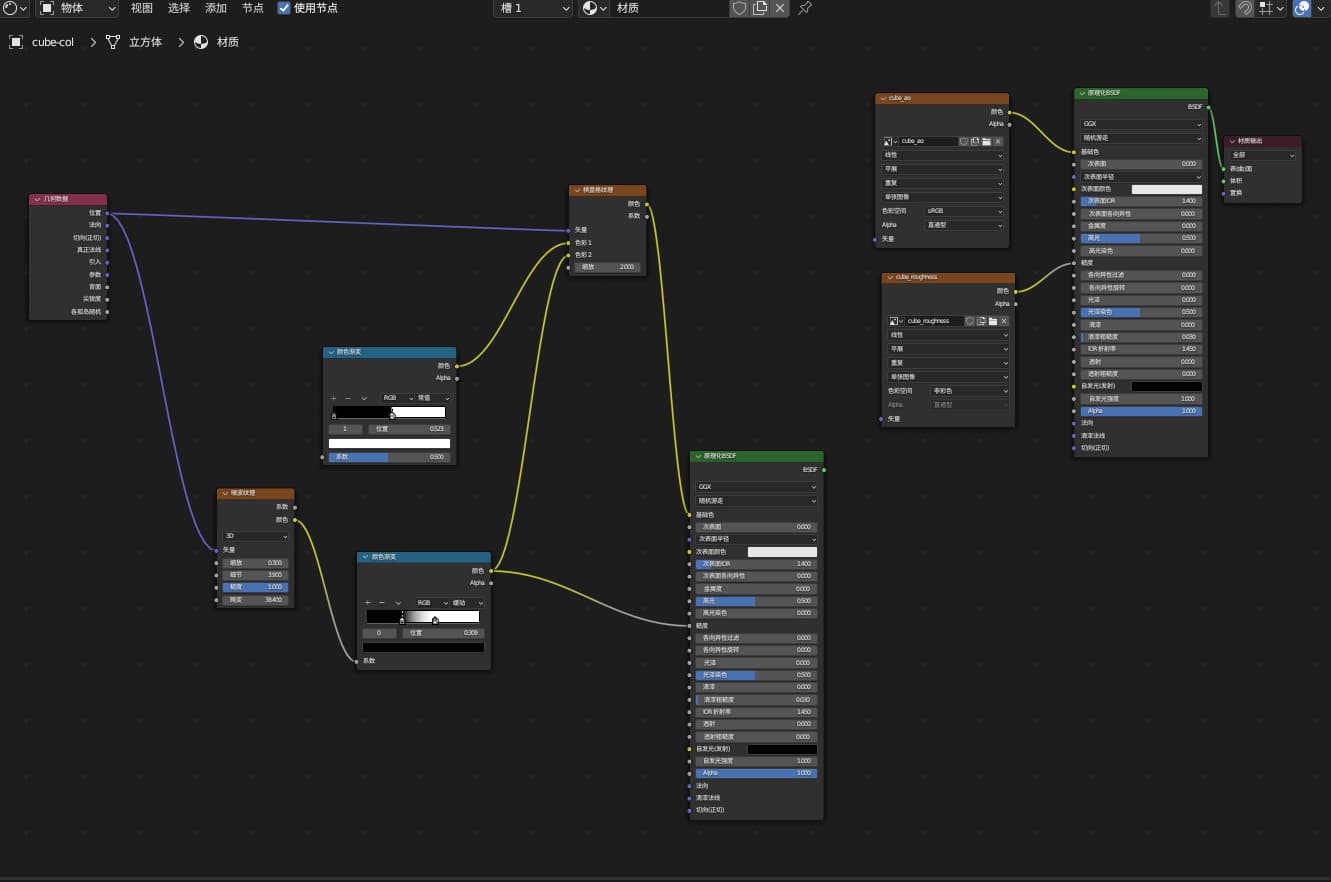 物体 视图 选择 添加 节点 使用节点 槽 1 材质
cube-col 立方体 材质
几何数据
位置
法向
切向(正切)
真正法线
引入
参数
背面
尖锐度
各孤岛随机
棋盘格纹理
颜色
系数
矢量
色彩 1
色彩 2
缩放 2.000
颜色渐变
颜色
Alpha
RGB 常值
1 位置 0.523
系数 0.500
噪波纹理
系数
颜色
3D
矢量
缩放 0.300
细节 3.900
糙度 1.000
畸变 38.400
颜色渐变
颜色
Alpha
RGB 缓动
0 位置 0.309
系数
原理化BSDF
BSDF
GGX
随机游走
基础色
次表面 0.000
次表面半径
次表面颜色
次表面IOR 1.400
次表面各向异性 0.000
金属度 0.000
高光 0.500
高光染色 0.000
糙度
各向异性过滤 0.000
各向异性旋转 0.000
光泽 0.000
光泽染色 0.500
清漆 0.000
清漆粗糙度 0.030
IOR 折射率 1.450
透射 0.000
透射粗糙度 0.000
自发光(发射)
自发光强度 1.000
Alpha 1.000
法向
清漆法线
切向(正切)
cube_ao
颜色
Alpha
cube_ao
线性
平展
重复
单张图像
色彩空间 sRGB
Alpha 直通型
矢量
cube_roughness
颜色
Alpha
cube_roughness
线性
平展
重复
单张图像
色彩空间 非彩色
Alpha 直通型
矢量
原理化BSDF
BSDF
GGX
随机游走
基础色
次表面 0.000
次表面半径
次表面颜色
次表面IOR 1.400
次表面各向异性 0.000
金属度 0.000
高光 0.500
高光染色 0.000
糙度
各向异性过滤 0.000
各向异性旋转 0.000
光泽 0.000
光泽染色 0.500
清漆 0.000
清漆粗糙度 0.030
IOR 折射率 1.450
透射 0.000
透射粗糙度 0.000
自发光(发射)
自发光强度 1.000
Alpha 1.000
法向
清漆法线
切向(正切)
材质输出
全部
表(曲)面
体积
置换